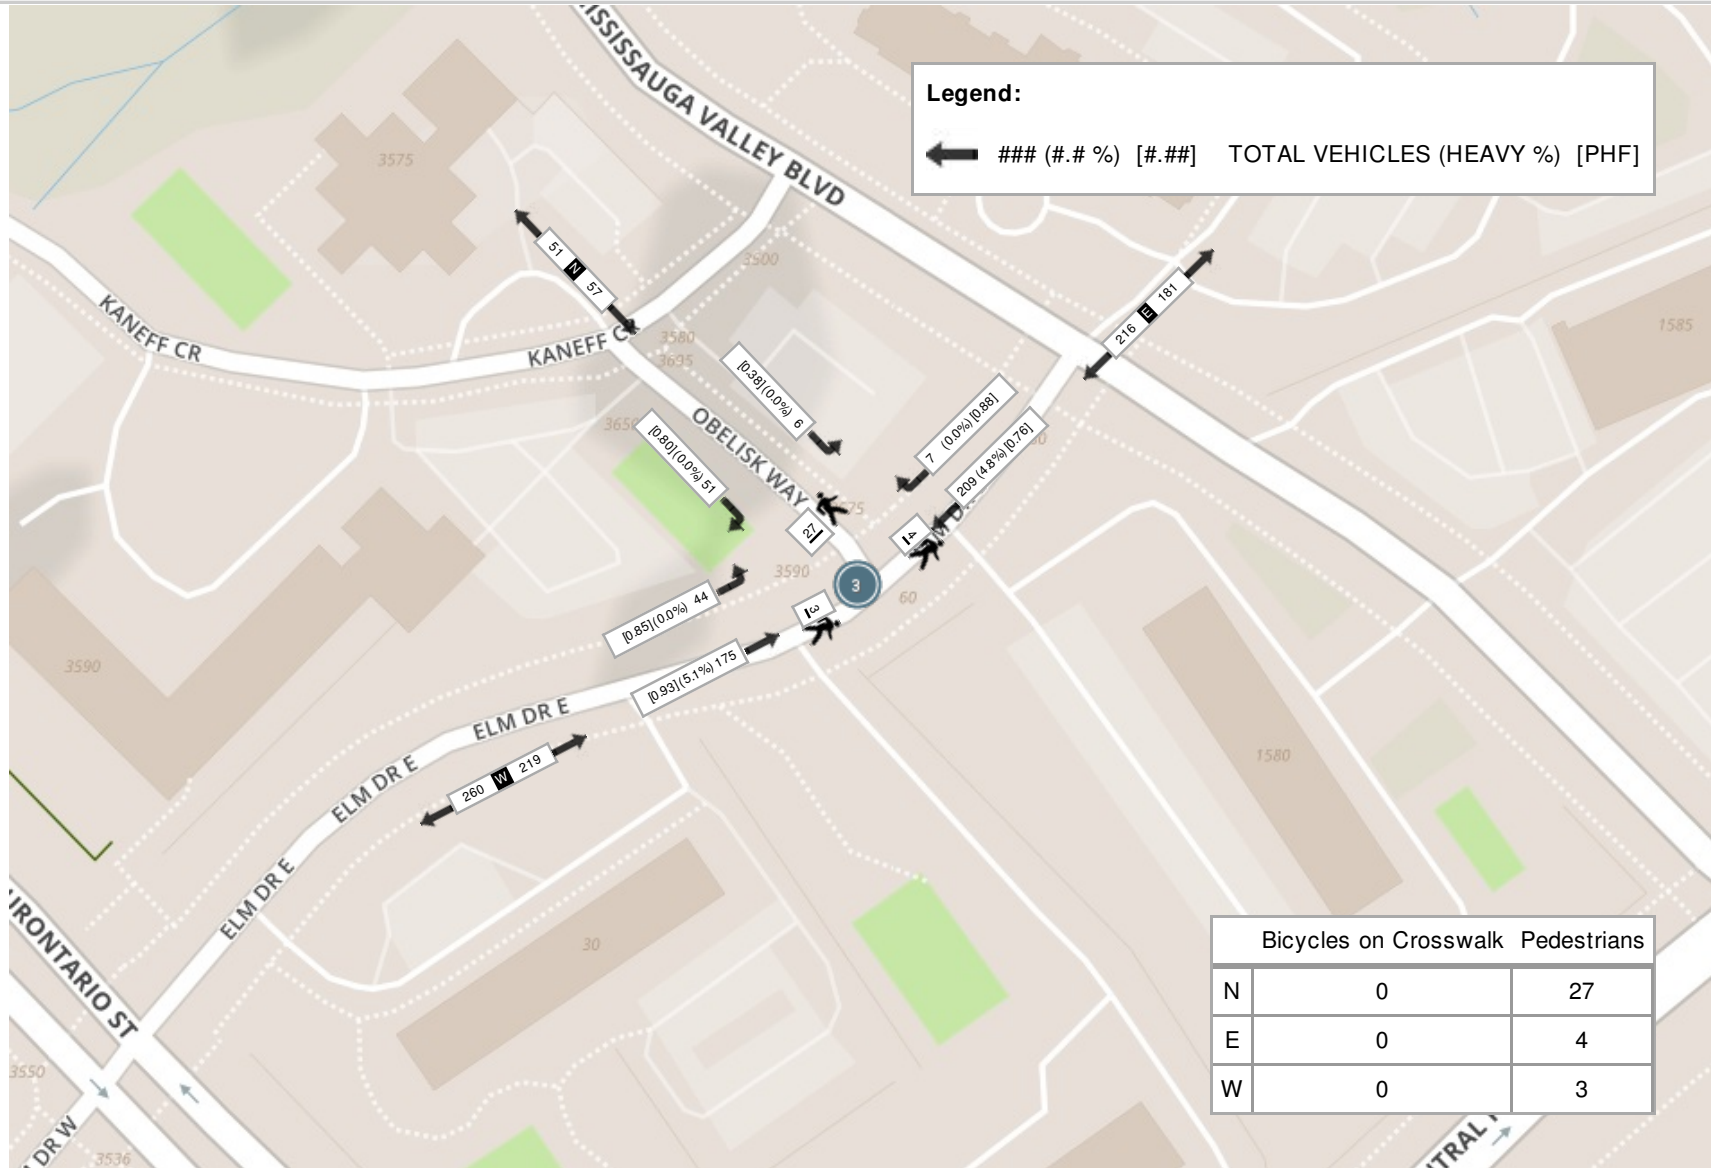 MISSISSAUGA VALLEY BLVD
Legend:
### (#.# %) [#.##] TOTAL VEHICLES (HEAVY %) [PHF]
3575
3500
51 N 57
216 E 181
1585
KANEFF CR
KANEFF C
3580
3695
[0.38] (0.0%) 6
7 (0.0%) [0.88]
3650
[0.80] (0.0%) 51
OBELISK WAY
209 (4.8%) [0.76]
27
4
3590
3
60
3
[0.85] (0.0%) 44
3590
[0.93] (5.1%) 175
ELM DR E
260 W 219
1580
ELM DR E
ELM DR E
30
Bicycles on Crosswalk Pedestrians
N 0 27
E 0 4
W 0 3
URONTARIO ST
3550
DR W
3536
NTRAL